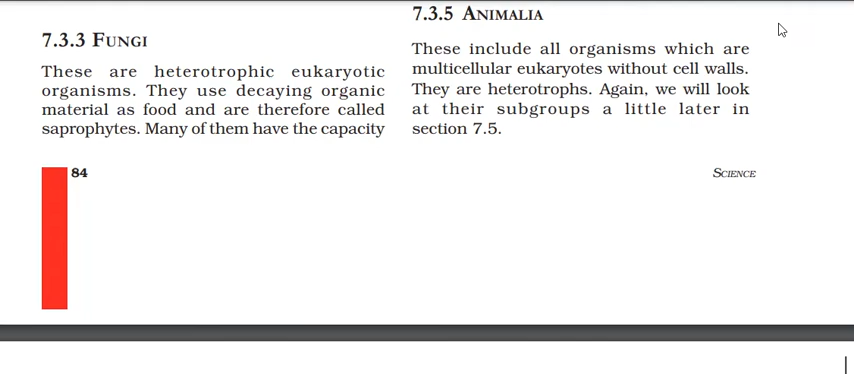 7.3.3 FUNGI
These are heterotrophic eukaryotic
organisms. They use decaying organic
material as food and are therefore called
saprophytes. Many of them have the capacity
7.3.5 ANIMALIA
These include all organisms which are
multicellular eukaryotes without cell walls.
They are heterotrophs. Again, we will look
at their subgroups a little later in
section 7.5.
84
SCIENCE